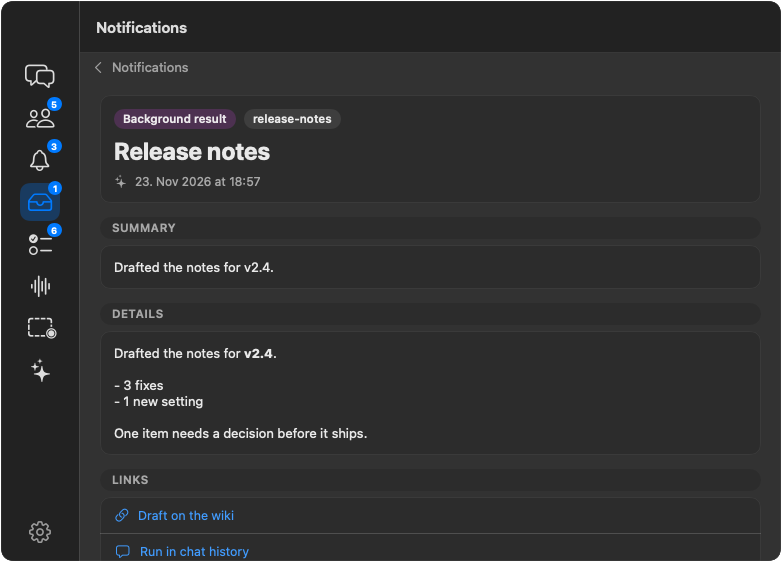 Notifications
Notifications
5
3
1
6
Background result
release-notes
Release notes
23. Nov 2026 at 18:57
SUMMARY
Drafted the notes for v2.4.
DETAILS
Drafted the notes for v2.4.
- 3 fixes
- 1 new setting
One item needs a decision before it ships.
LINKS
Draft on the wiki
Run in chat history